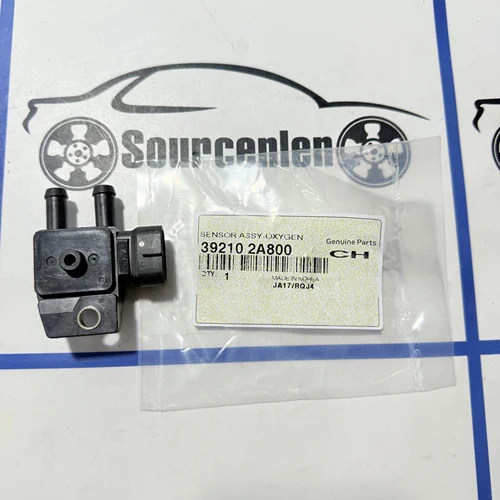 Sourcenlen
SENSOR ASSY-OXYGEN
39210 2A800
Genuine Parts
CH
QTY. 1
MADE IN KOREA
JA17/RQJ4